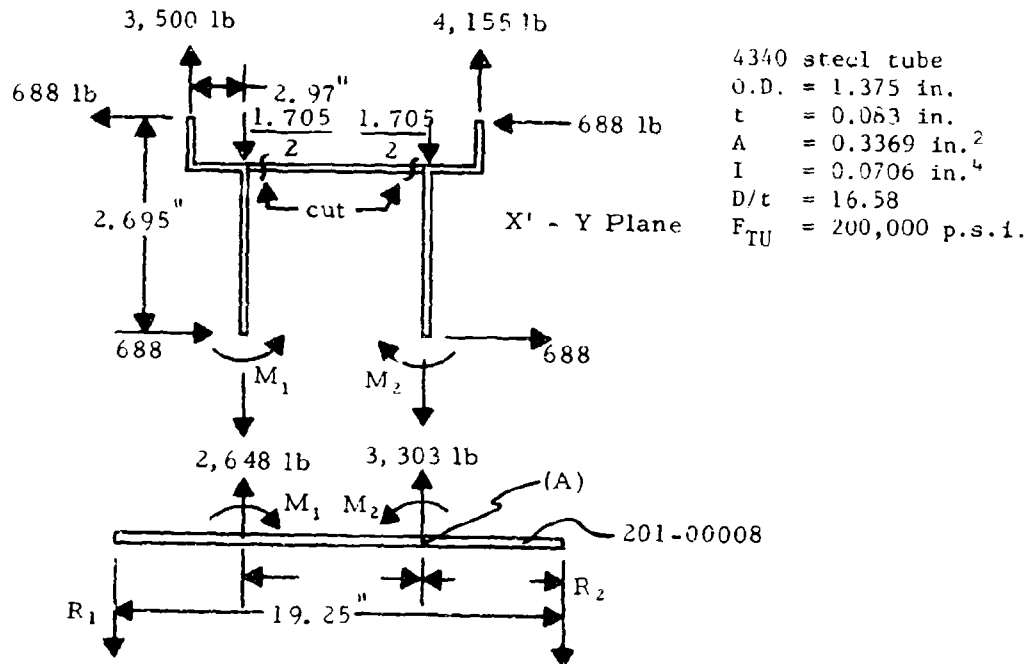 3,500 lb
4,155 lb
688 lb
2.97"
688 lb
1.705
2
1.705
2
cut
2.695"
X' - Y Plane
688
688
M1
M2
4340 steel tube
O.D. = 1.375 in.
t = 0.083 in.
A = 0.3369 in.²
I = 0.0706 in.⁴
D/t = 16.58
FTU = 200,000 p.s.i.
2,648 lb
3,303 lb
(A)
M1
M2
201-00008
R1
19.25"
R2